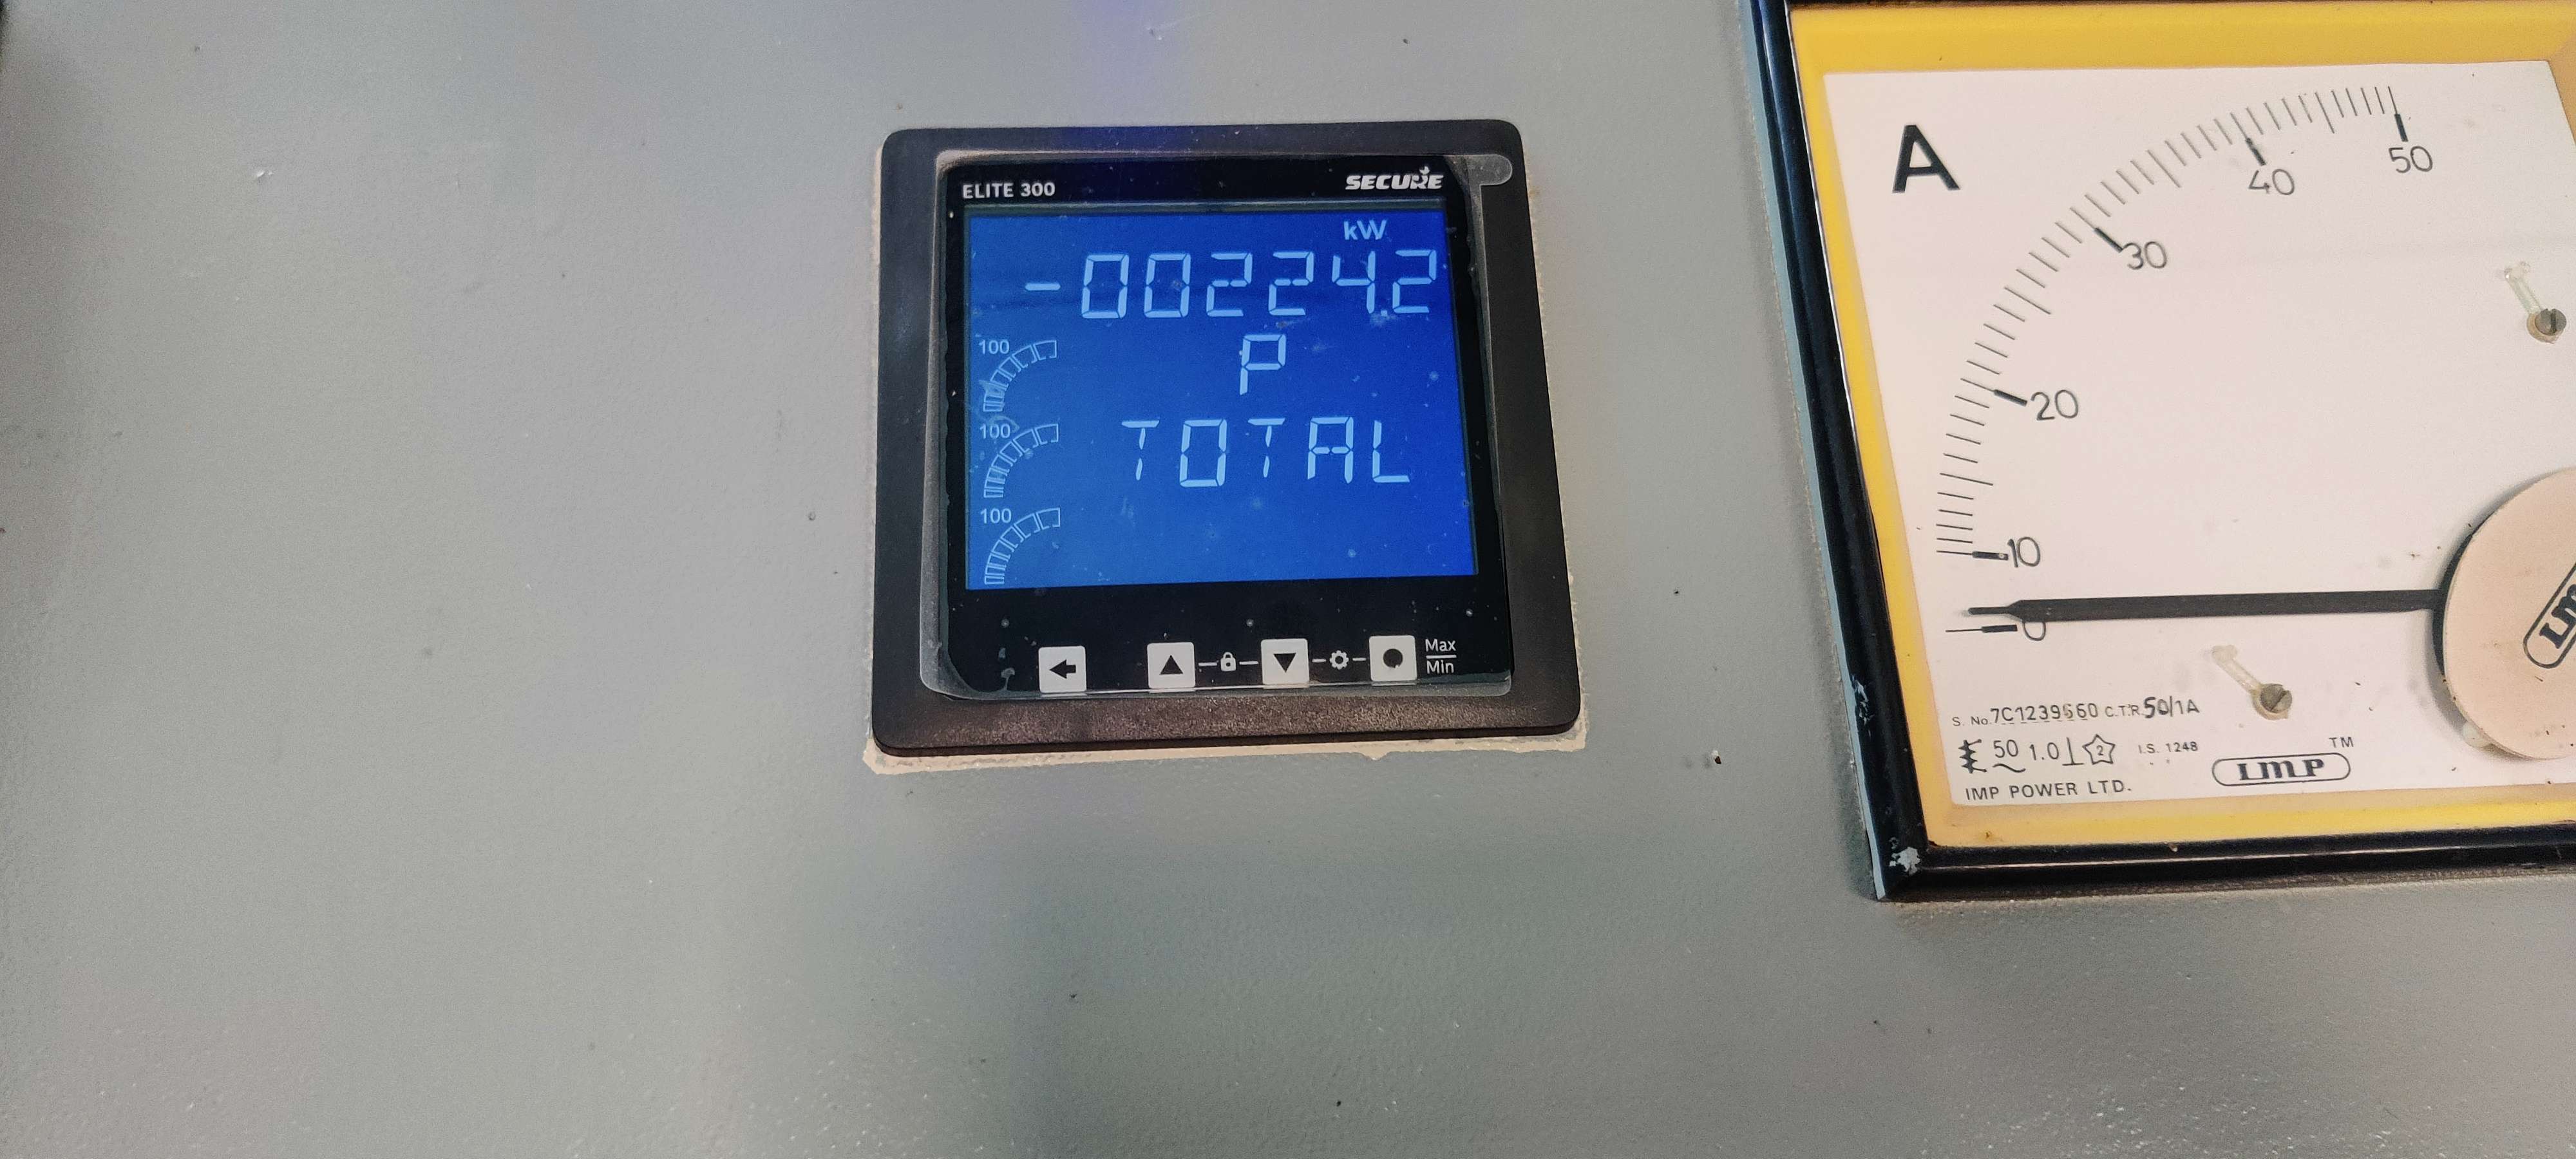 ELITE 300 SECURE
kW
-002242.2
P
100
TOTAL
100
100
Max
Min
A
50
40
30
20
10
0
S. No. 7C1239660 C.T.R. 50/1A
50 1.0 2 I.S. 1248
IMP TM
IMP POWER LTD.